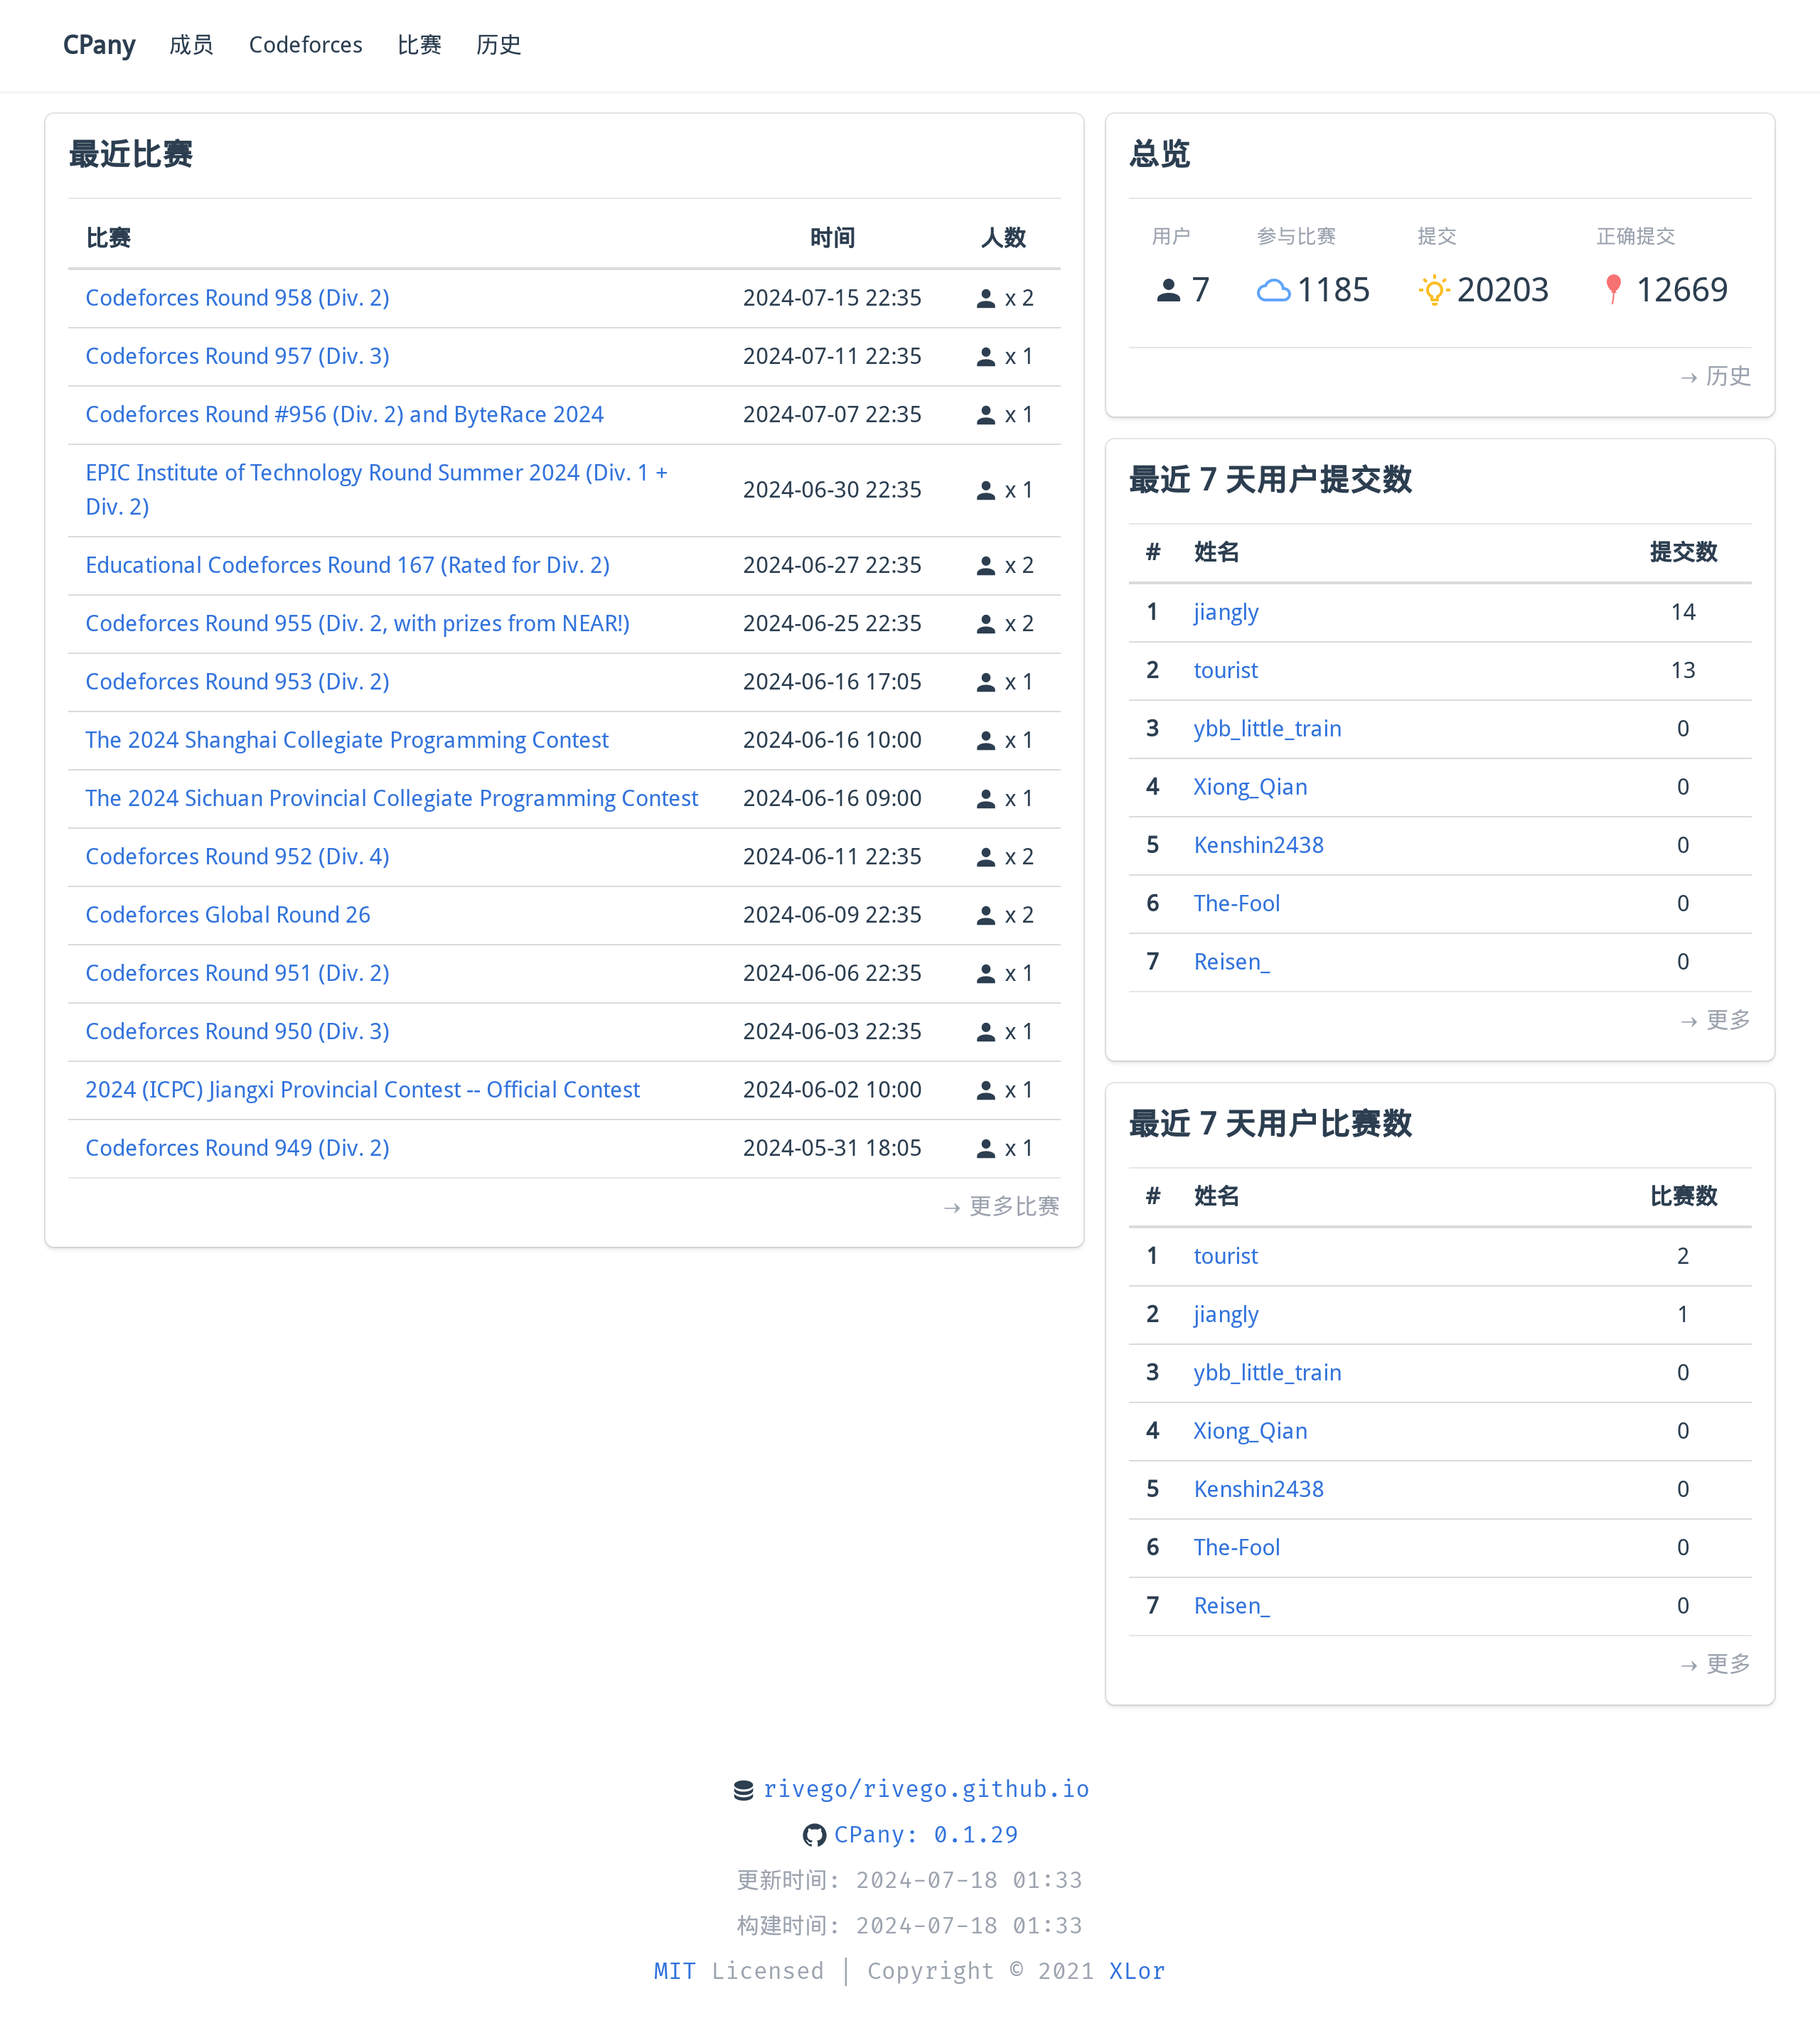 CPany 成员 Codeforces 比赛 历史
最近比赛
比赛 时间 人数
Codeforces Round 958 (Div. 2) 2024-07-15 22:35 x 2
Codeforces Round 957 (Div. 3) 2024-07-11 22:35 x 1
Codeforces Round #956 (Div. 2) and ByteRace 2024 2024-07-07 22:35 x 1
EPIC Institute of Technology Round Summer 2024 (Div. 1 +
Div. 2) 2024-06-30 22:35 x 1
Educational Codeforces Round 167 (Rated for Div. 2) 2024-06-27 22:35 x 2
Codeforces Round 955 (Div. 2, with prizes from NEAR!) 2024-06-25 22:35 x 2
Codeforces Round 953 (Div. 2) 2024-06-16 17:05 x 1
The 2024 Shanghai Collegiate Programming Contest 2024-06-16 10:00 x 1
The 2024 Sichuan Provincial Collegiate Programming Contest 2024-06-16 09:00 x 1
Codeforces Round 952 (Div. 4) 2024-06-11 22:35 x 2
Codeforces Global Round 26 2024-06-09 22:35 x 2
Codeforces Round 951 (Div. 2) 2024-06-06 22:35 x 1
Codeforces Round 950 (Div. 3) 2024-06-03 22:35 x 1
2024 (ICPC) Jiangxi Provincial Contest -- Official Contest 2024-06-02 10:00 x 1
Codeforces Round 949 (Div. 2) 2024-05-31 18:05 x 1
→ 更多比赛
总览
用户 参与比赛 提交 正确提交
7 1185 20203 12669
→ 历史
最近 7 天用户提交数
# 姓名 提交数
1 jiangly 14
2 tourist 13
3 ybb_little_train 0
4 Xiong_Qian 0
5 Kenshin2438 0
6 The-Fool 0
7 Reisen_ 0
→ 更多
最近 7 天用户比赛数
# 姓名 比赛数
1 tourist 2
2 jiangly 1
3 ybb_little_train 0
4 Xiong_Qian 0
5 Kenshin2438 0
6 The-Fool 0
7 Reisen_ 0
→ 更多
rivego/rivego.github.io
CPany: 0.1.29
更新时间: 2024-07-18 01:33
构建时间: 2024-07-18 01:33
MIT Licensed | Copyright © 2021 XLor